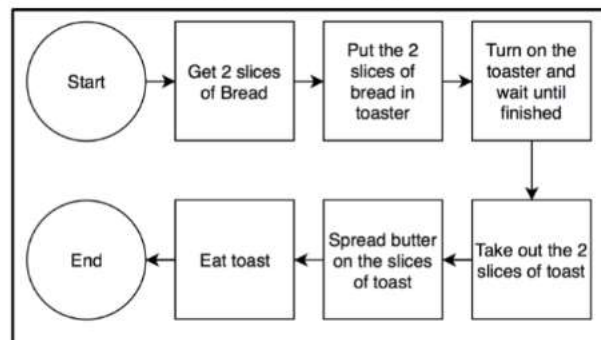 Start
Get 2 slices
of Bread
Put the 2
slices of
bread in
toaster
Turn on the
toaster and
wait until
finished
Take out the 2
slices of toast
Spread butter
on the slices
of toast
Eat toast
End